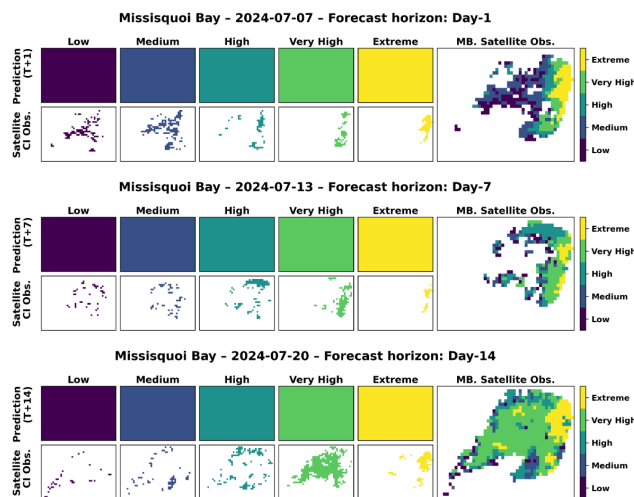 Missisquoi Bay – 2024-07-07 – Forecast horizon: Day-1
Low Medium High Very High Extreme MB. Satellite Obs.
Prediction
(T+1)
Satellite
CI Obs.
Extreme
Very High
High
Medium
Low
Missisquoi Bay – 2024-07-13 – Forecast horizon: Day-7
Low Medium High Very High Extreme MB. Satellite Obs.
Prediction
(T+7)
Satellite
CI Obs.
Extreme
Very High
High
Medium
Low
Missisquoi Bay – 2024-07-20 – Forecast horizon: Day-14
Low Medium High Very High Extreme MB. Satellite Obs.
Prediction
(T+14)
Satellite
CI Obs.
Extreme
Very High
High
Medium
Low